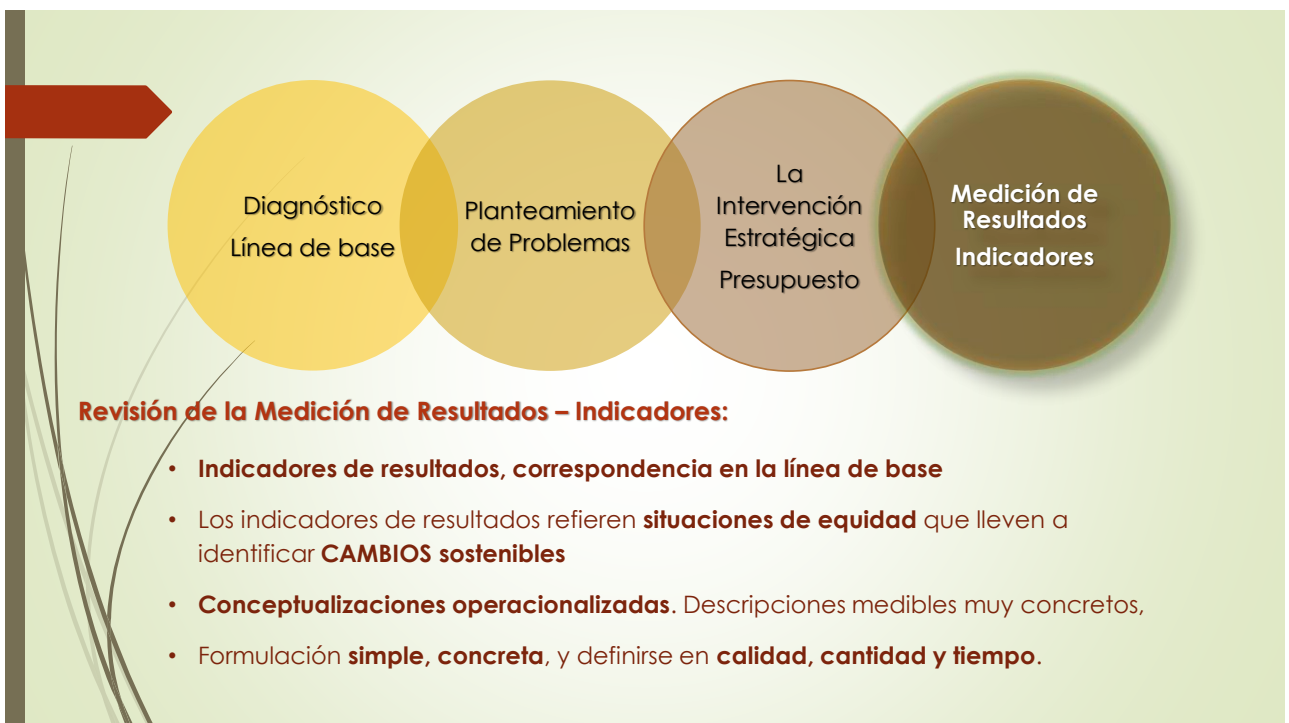 Diagnóstico
Línea de base
Planteamiento
de Problemas
La
Intervención
Estratégica
Presupuesto
Medición de
Resultados
Indicadores
Revisión de la Medición de Resultados – Indicadores:
• Indicadores de resultados, correspondencia en la línea de base
• Los indicadores de resultados refieren situaciones de equidad que lleven a
identificar CAMBIOS sostenibles
• Conceptualizaciones operacionalizadas. Descripciones medibles muy concretos,
• Formulación simple, concreta, y definirse en calidad, cantidad y tiempo.